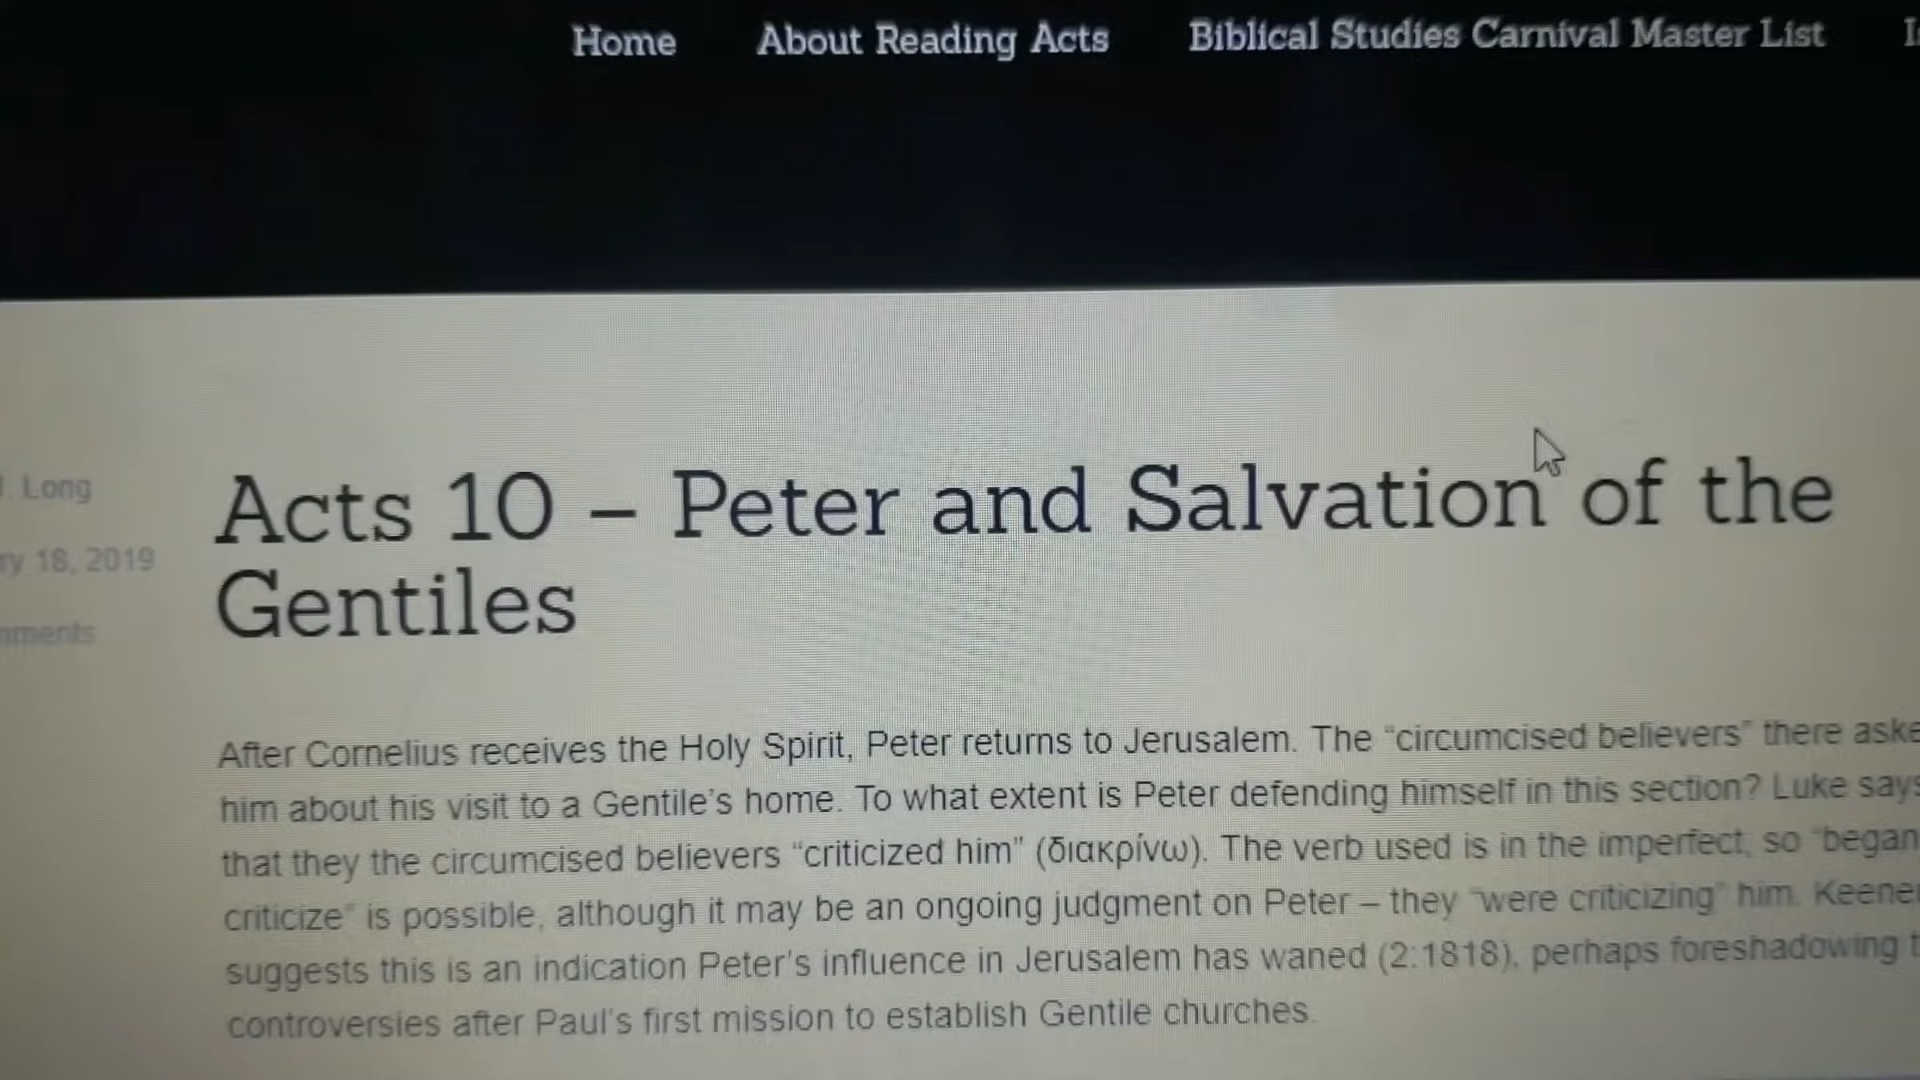 Home About Reading Acts Biblical Studies Carnival Master List
Long
18, 2019
Acts 10 – Peter and Salvation of the
Gentiles
After Cornelius receives the Holy Spirit, Peter returns to Jerusalem. The “circumcised believers” there
him about his visit to a Gentile’s home. To what extent is Peter defending himself in this section? Luke says
that they the circumcised believers “criticized him” (διακρίνω). The verb used is in the imperfect, so “began
criticize” is possible, although it may be an ongoing judgment on Peter – they “were criticizing” him. Keener
suggests this is an indication Peter’s influence in Jerusalem has waned (2:1818), perhaps foreshadowing
controversies after Paul’s first mission to establish Gentile churches.